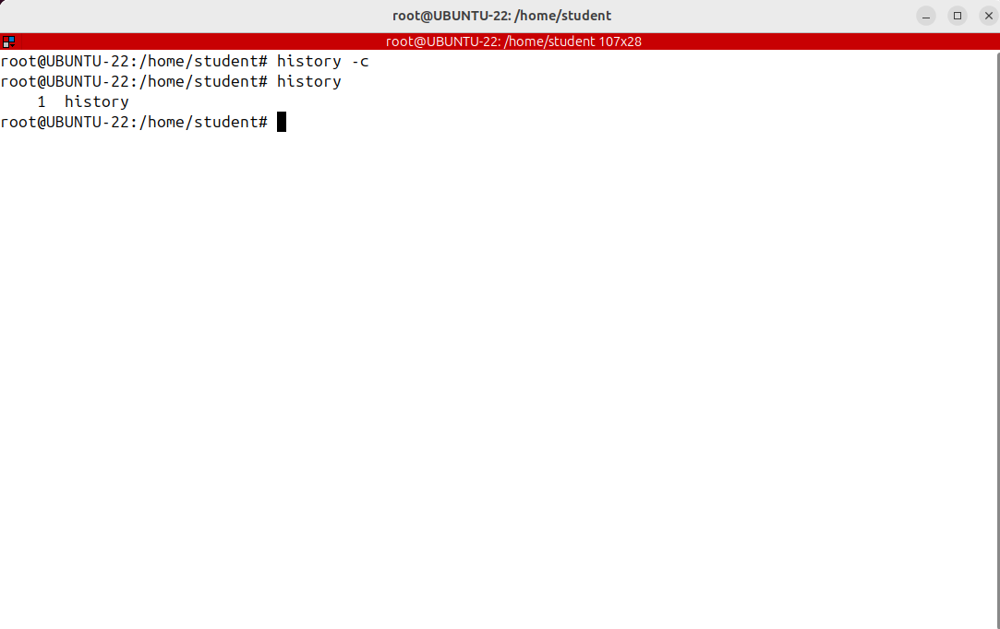 root@UBUNTU-22: /home/student
root@UBUNTU-22: /home/student 107x28
root@UBUNTU-22:/home/student# history -c
root@UBUNTU-22:/home/student# history
    1  history
root@UBUNTU-22:/home/student#